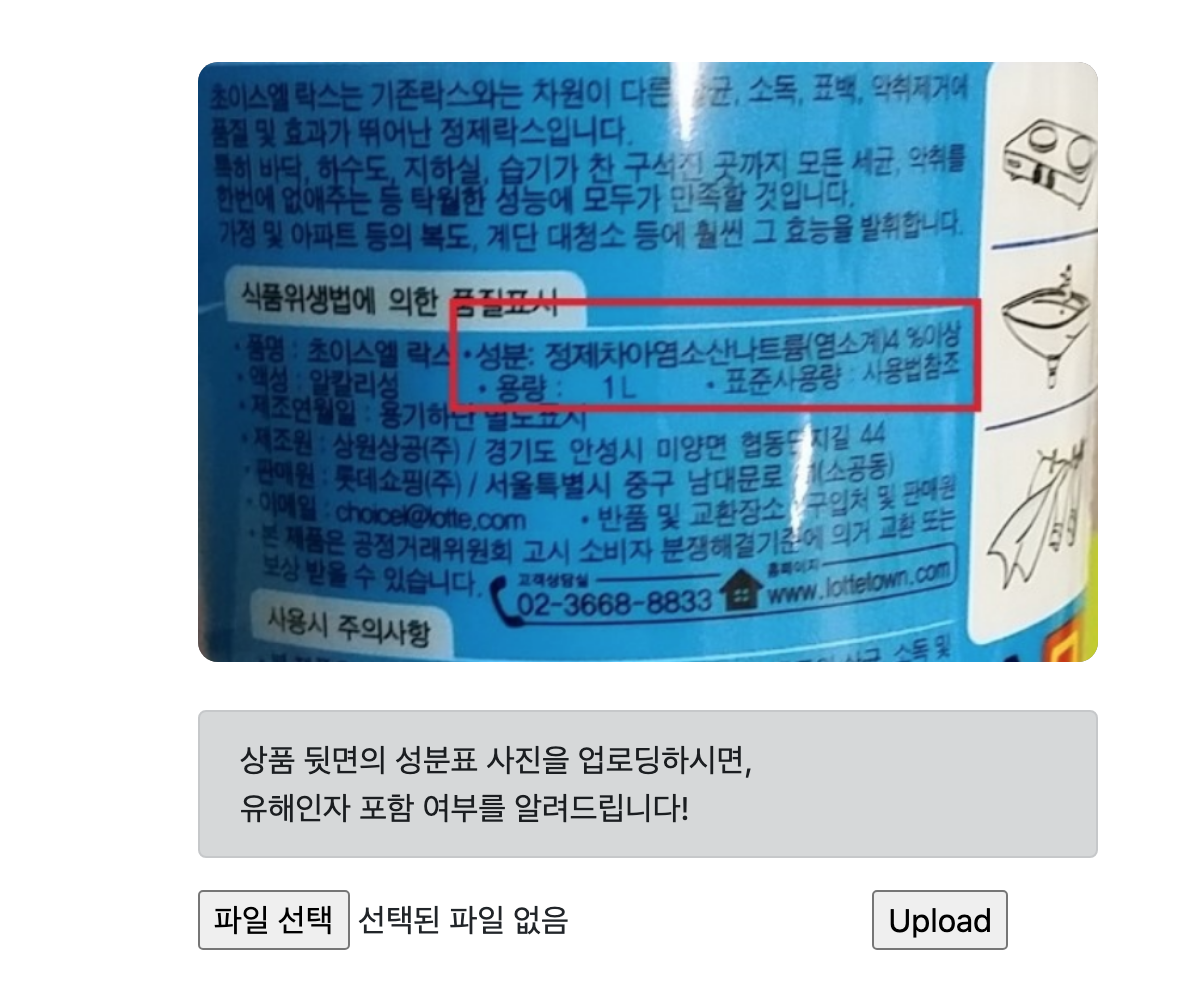 초이스엘 락스는 기존락스와는 차원이 다른 살균, 소독, 표백, 악취제거에
품질 및 효과가 뛰어난 정제락스입니다.
특히 바닥, 하수도, 지하실, 습기가 찬 구석진 곳까지 모든 세균, 악취를
한번에 없애주는 등 탁월한 성능에 모두가 만족할 것입니다.
가정 및 아파트 등의 복도, 계단 대청소 등에 훨씬 그 효능을 발휘합니다.
식품위생법에 의한 품질표시
· 품명 : 초이스엘 락스 · 성분: 정제차아염소산나트륨(염소계)4 %이상
· 액성 : 알칼리성 · 용량 : 1L · 표준사용량 : 사용법참조
· 제조연월일 : 용기하단 별도표시
· 제조원 : 상원상공(주) / 경기도 안성시 미양면 협동단지길 44
· 판매원 : 롯데쇼핑(주) / 서울특별시 중구 남대문로 (소공동)
· 이메일 : choicel@lotte.com · 반품 및 교환장소 : 구입처 및 판매원
· 본 제품은 공정거래위원회 고시 소비자 분쟁해결기준에 의거 교환 또는
보상 받을 수 있습니다.
고객상담실 02-3668-8833 홈페이지 www.lottetown.com
사용시 주의사항
살균, 소독 및
상품 뒷면의 성분표 사진을 업로딩하시면,
유해인자 포함 여부를 알려드립니다!
파일 선택 선택된 파일 없음 Upload